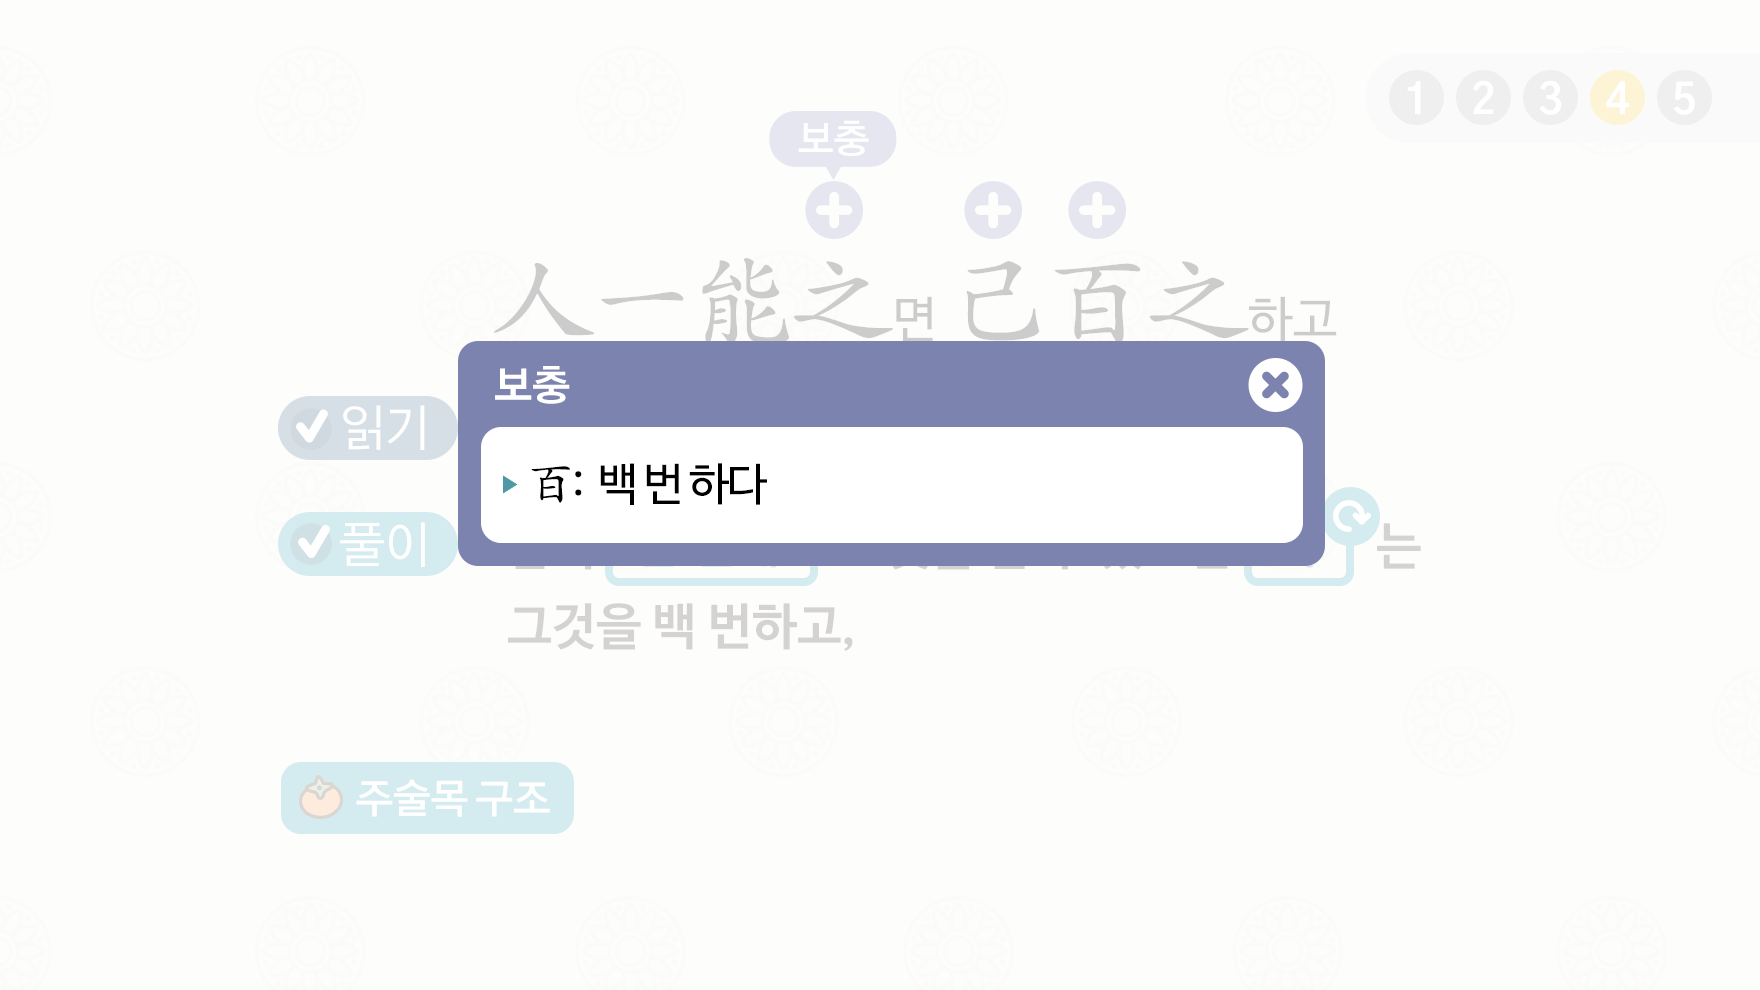 1 2 3 4 5
보충
人一能之면 己百之하고
보충
읽기
百: 백 번 하다
풀이
는
그것을 백 번하고,
주술목 구조